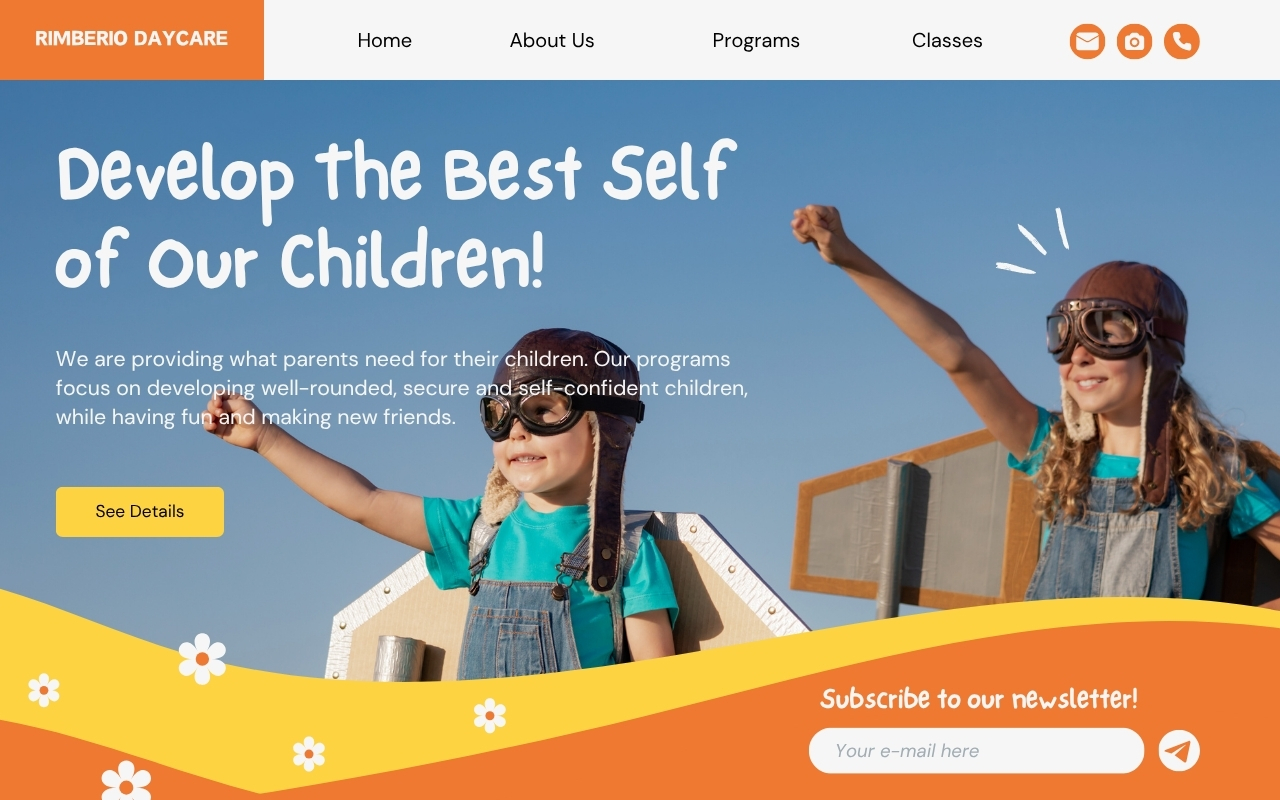 RIMBERIO DAYCARE
Home
About Us
Programs
Classes
Develop The Best Self
of Our Children!
We are providing what parents need for their children. Our programs
focus on developing well-rounded, secure and self-confident children,
while having fun and making new friends.
See Details
Subscribe to our newsletter!
Your e-mail here